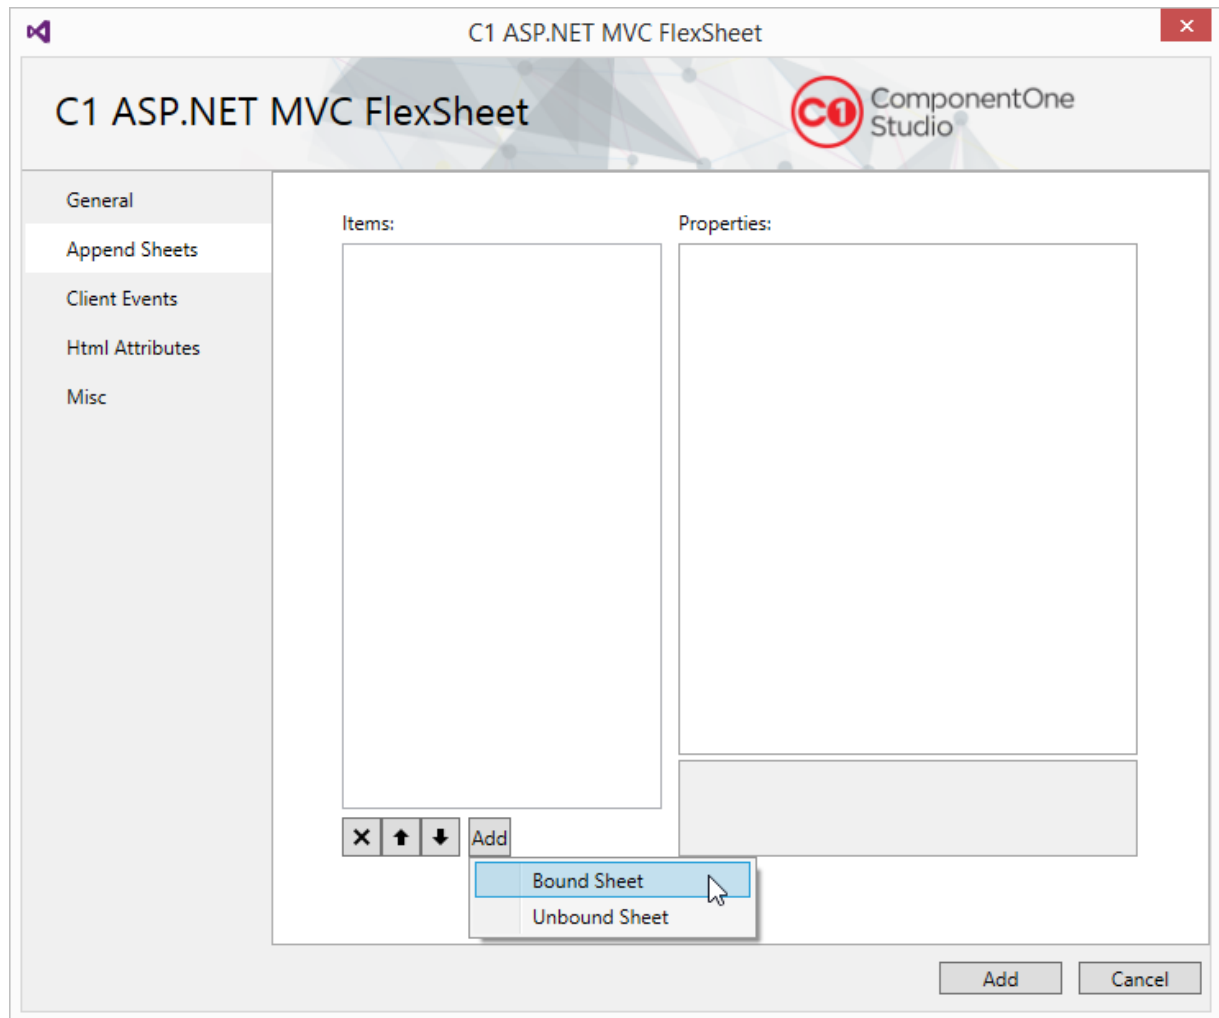 C1 ASP.NET MVC FlexSheet
C1 ASP.NET MVC FlexSheet
C1 ComponentOne
Studio
General
Append Sheets
Client Events
Html Attributes
Misc
Items:
Properties:
Add
Bound Sheet
Unbound Sheet
Add
Cancel